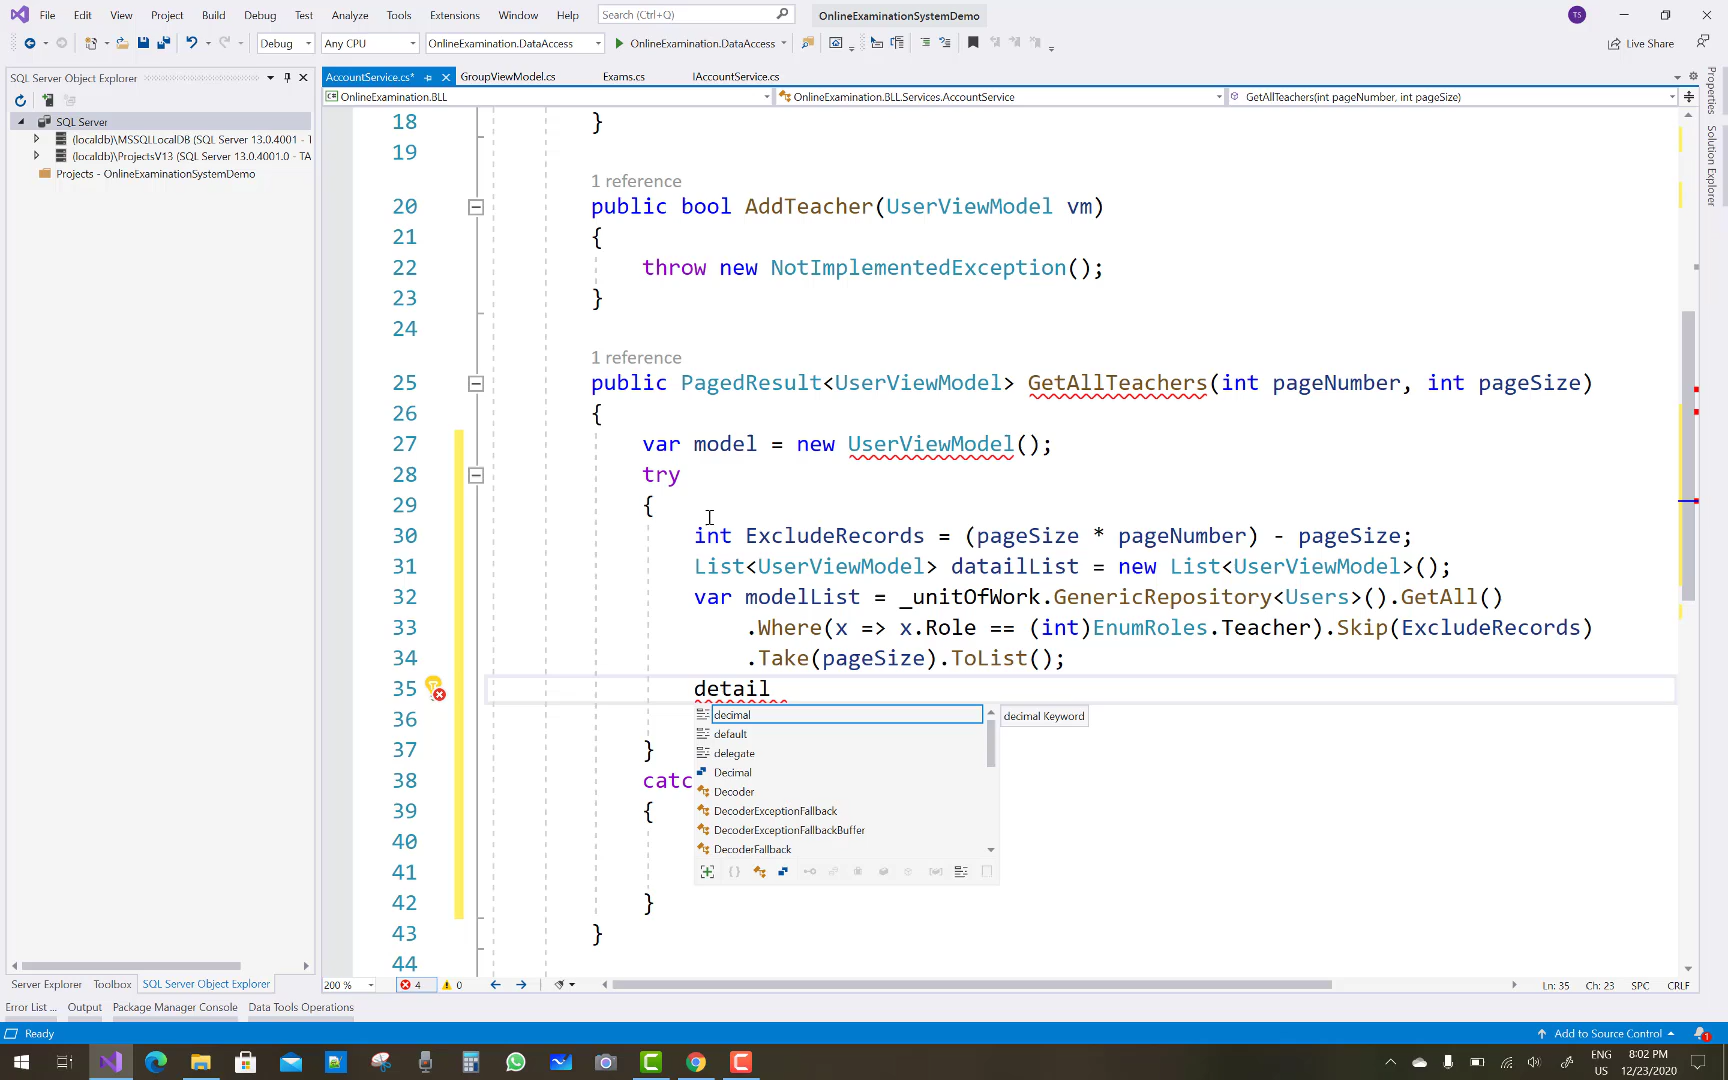 File Edit View Project Build Debug Test Analyze Tools Extensions Window Help Search (Ctrl+Q) OnlineExaminationSystemDemo TS
Debug Any CPU OnlineExamination.DataAccess OnlineExamination.DataAccess Live Share
SQL Server Object Explorer
AccountService.cs* GroupViewModel.cs Exams.cs IAccountService.cs
OnlineExamination.BLL OnlineExamination.BLL.Services.AccountService GetAllTeachers(int pageNumber, int pageSize)
SQL Server
(localdb)\MSSQLLocalDB (SQL Server 13.0.4001 - T
(localdb)\ProjectsV13 (SQL Server 13.0.4001.0 - TA
Projects - OnlineExaminationSystemDemo
Properties
Solution Explorer
18 }
19
1 reference
20 public bool AddTeacher(UserViewModel vm)
21 {
22 throw new NotImplementedException();
23 }
24
1 reference
25 public PagedResult<UserViewModel> GetAllTeachers(int pageNumber, int pageSize)
26 {
27 var model = new UserViewModel();
28 try
29 {
30 int ExcludeRecords = (pageSize * pageNumber) - pageSize;
31 List<UserViewModel> datailList = new List<UserViewModel>();
32 var modelList = _unitOfWork.GenericRepository<Users>().GetAll()
33 .Where(x => x.Role == (int)EnumRoles.Teacher).Skip(ExcludeRecords)
34 .Take(pageSize).ToList();
35 detail
36
37 }
38 catc
39 {
40
41
42 }
43 }
44
decimal
default
delegate
Decimal
Decoder
DecoderExceptionFallback
DecoderExceptionFallbackBuffer
DecoderFallback
decimal Keyword
200 % 4 0 Ln: 35 Ch: 23 SPC CRLF
Server Explorer Toolbox SQL Server Object Explorer
Error List ... Output Package Manager Console Data Tools Operations
Ready Add to Source Control 1
ENG
US
8:02 PM
12/23/2020